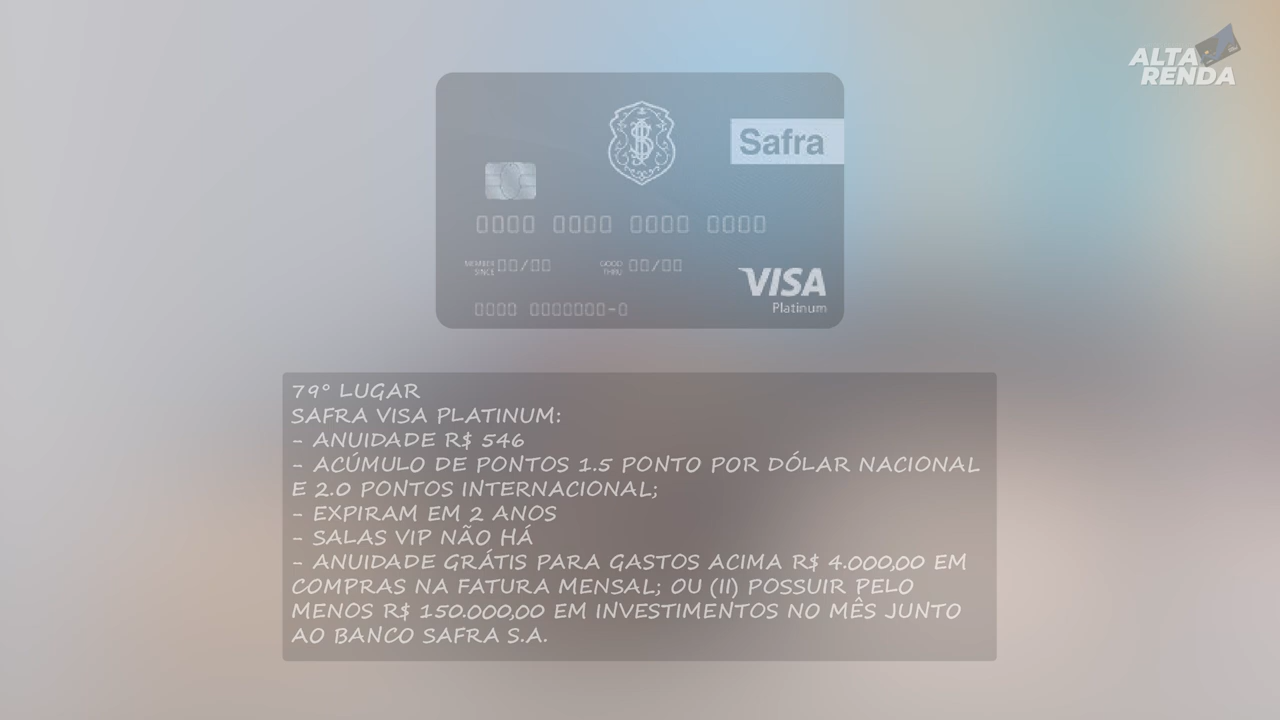 ALTA
RENDA
Safra
MEMBER
SINCE 00/00
GOOD
THRU 00/00
0000 0000 0000 0000
0000 0000000-0
VISA
Platinum
79° LUGAR
SAFRA VISA PLATINUM:
- ANUIDADE R$ 546
- ACÚMULO DE PONTOS 1.5 PONTO POR DÓLAR NACIONAL
E 2.0 PONTOS INTERNACIONAL;
- EXPIRAM EM 2 ANOS
- SALAS VIP NÃO HÁ
- ANUIDADE GRÁTIS PARA GASTOS ACIMA R$ 4.000,00 EM
COMPRAS NA FATURA MENSAL; OU (II) POSSUIR PELO
MENOS R$ 150.000,00 EM INVESTIMENTOS NO MÊS JUNTO
AO BANCO SAFRA S.A.